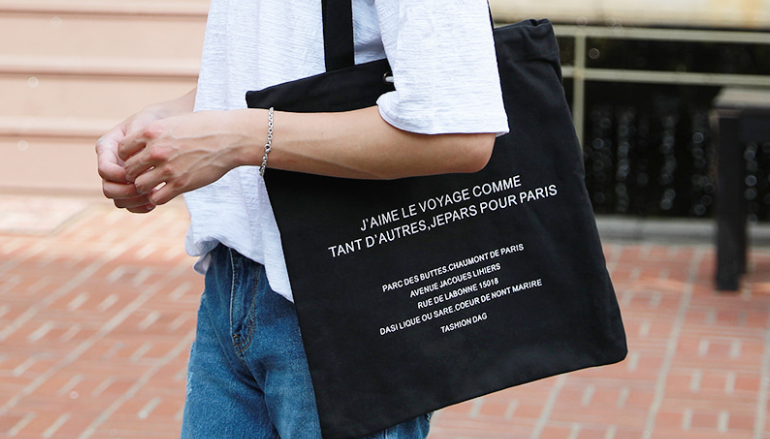 J'AIME LE VOYAGE COMME
TANT D'AUTRES,JEPARS POUR PARIS
PARC DES BUTTES.CHAUMONT DE PARIS
AVENUE JACOUES LIHIERS
RUE DE LABONNE 15018
DASI LIQUE OU SARE.COEUR DE NONT MARIRE
TASHION DAG